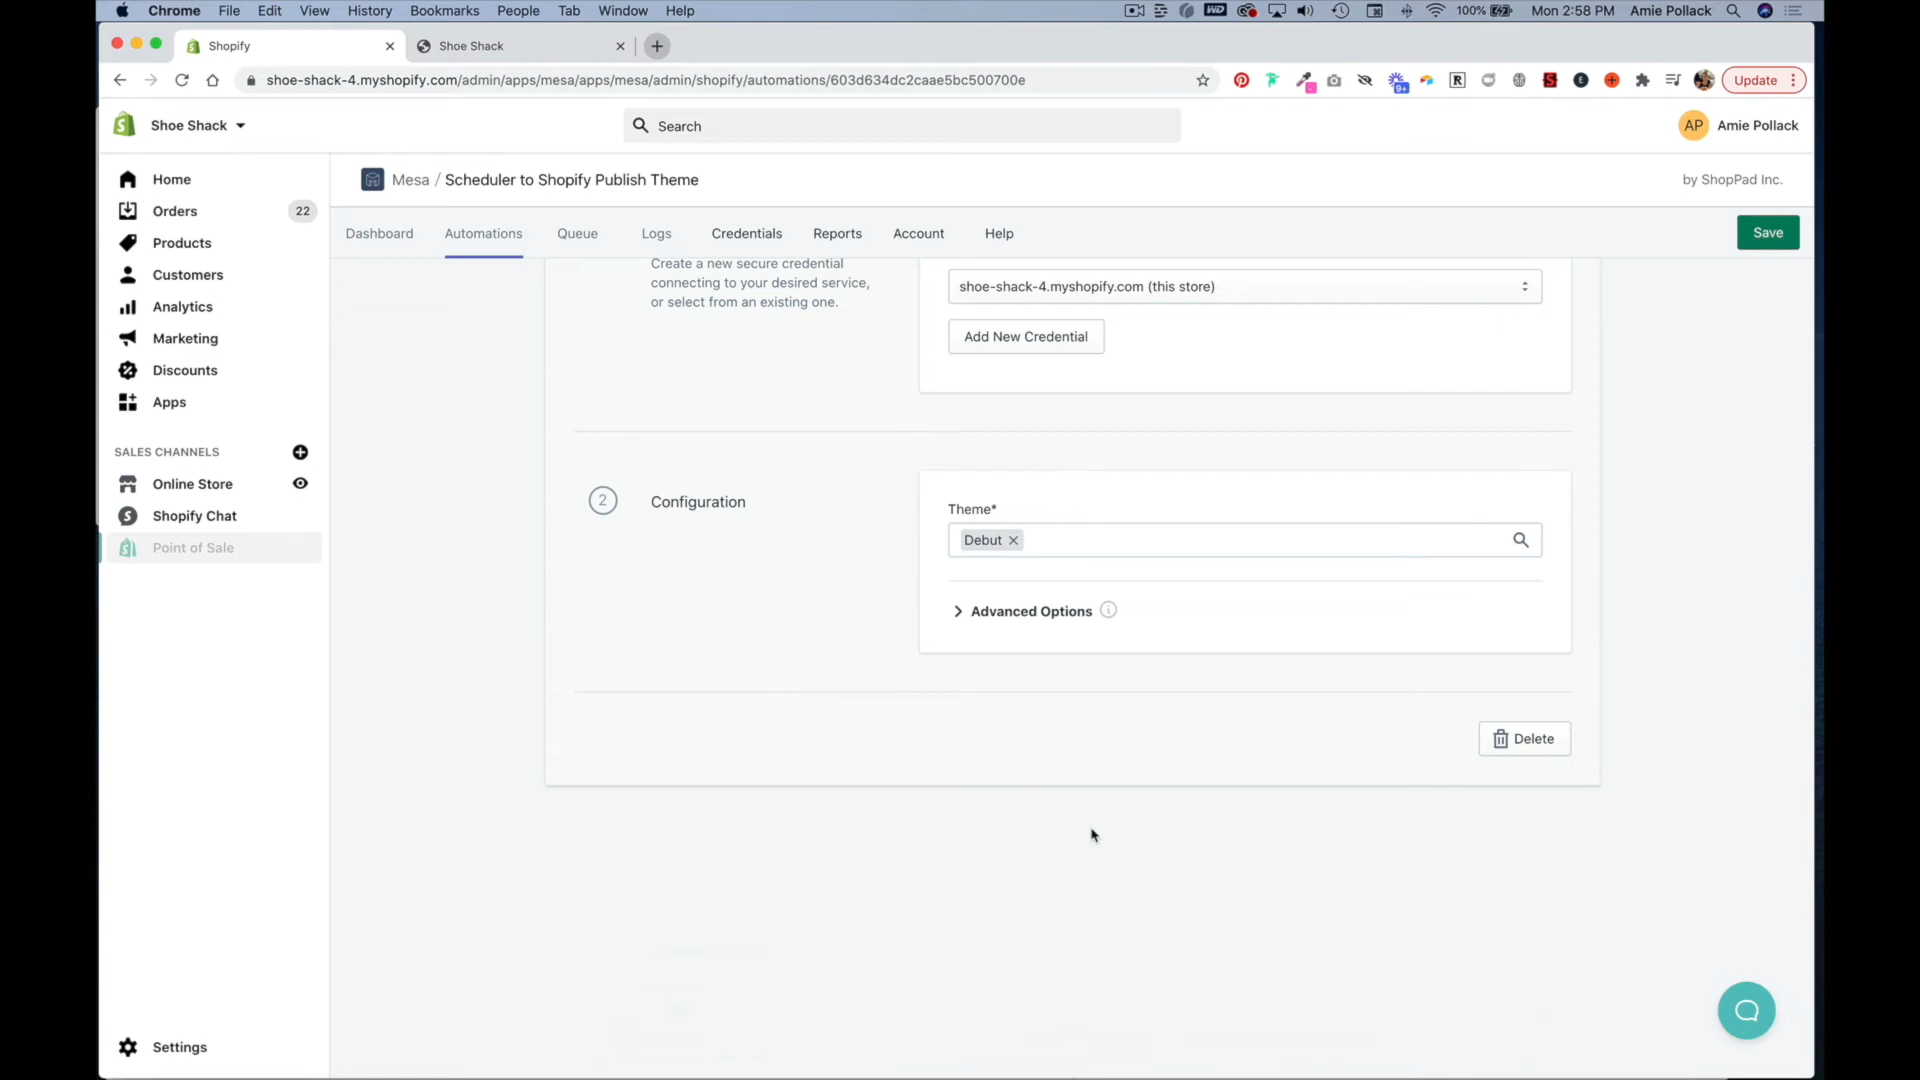 Chrome File Edit View History Bookmarks People Tab Window Help
WD 100% Mon 2:58 PM Amie Pollack
Shopify Shoe Shack
shoe-shack-4.myshopify.com/admin/apps/mesa/apps/mesa/admin/shopify/automations/603d634dc2caae5bc500700e
9+ R S E Update
Shoe Shack Search AP Amie Pollack
Home
Orders 22
Products
Customers
Analytics
Marketing
Discounts
Apps
SALES CHANNELS
Online Store
Shopify Chat
Point of Sale
Settings
Mesa / Scheduler to Shopify Publish Theme by ShopPad Inc.
Dashboard Automations Queue Logs Credentials Reports Account Help Save
Create a new secure credential
connecting to your desired service,
or select from an existing one.
shoe-shack-4.myshopify.com (this store)
Add New Credential
2 Configuration
Theme*
Debut
Advanced Options
Delete